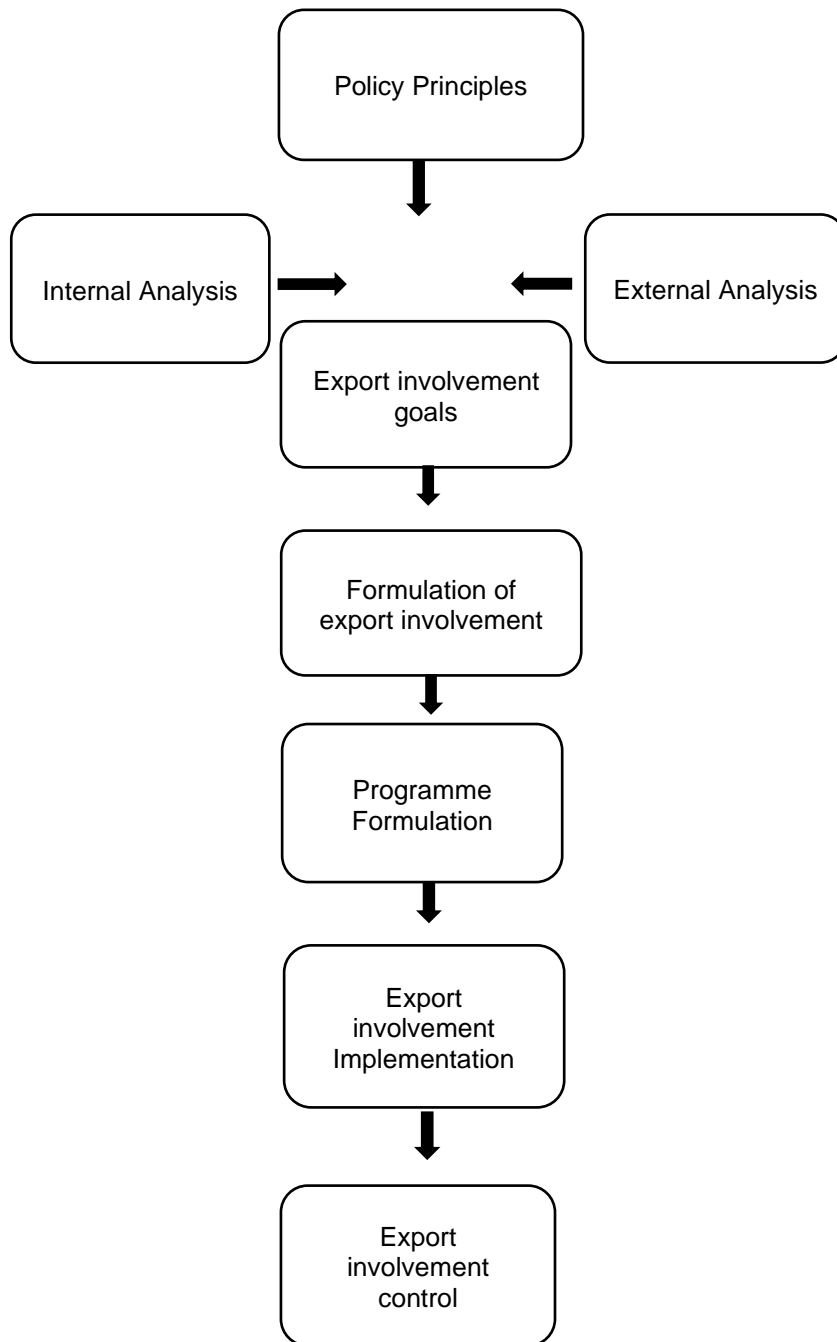 Policy Principles
Internal Analysis
External Analysis
Export involvement
goals
Formulation of
export involvement
Programme
Formulation
Export
involvement
Implementation
Export
involvement
control